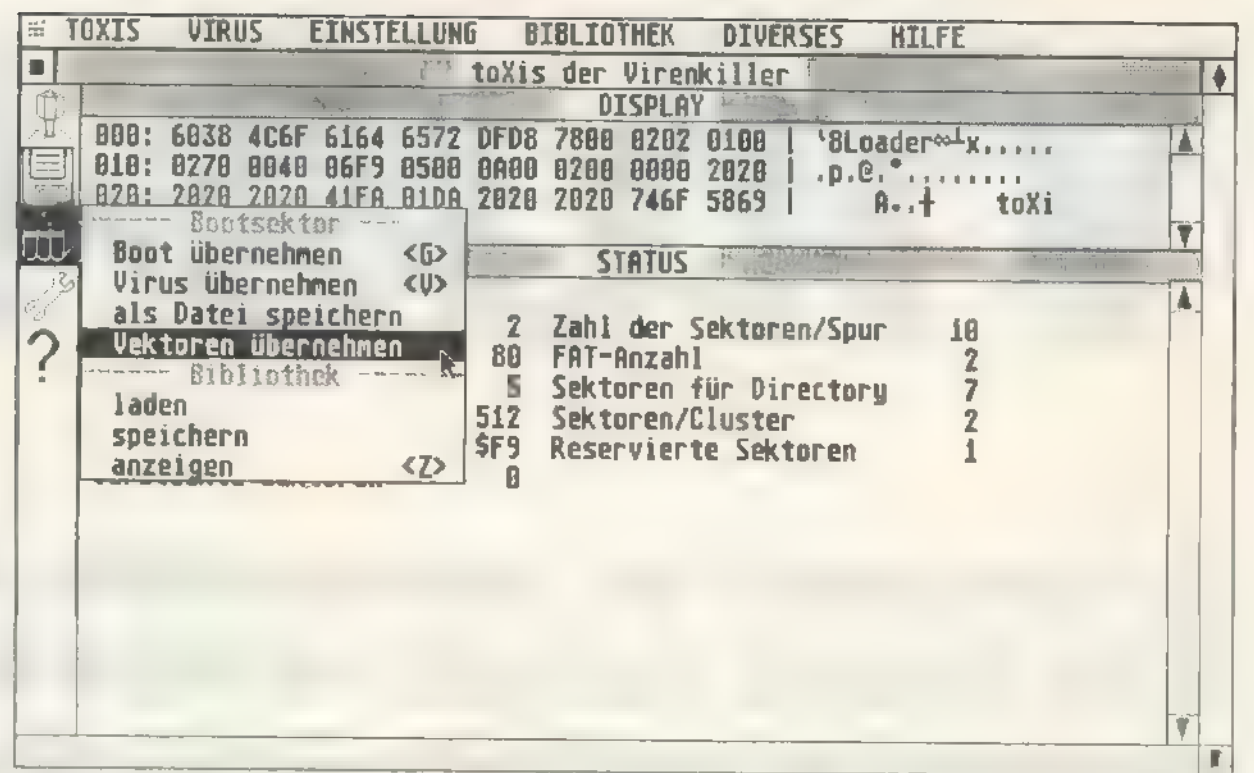 TOXIS VIRUS EINSTELLUNG BIBLIOTHEK DIVERSES HILFE
toXis der Virenkiller
DISPLAY
000: 6038 4C6F 6164 6572 DFD8 7800 0202 0100 | '8Loader∞┴x.....
010: 0270 0040 06F9 0500 0A00 0200 0000 2020 | .p.@.•.........
020: 2020 2020 41FA 01DA 2020 2020 746F 5869 | A•.┼ toXi
STATUS
Bootsektor
Boot übernehmen <G>
Virus übernehmen <V>
als Datei speichern
Vektoren übernehmen
Bibliothek
laden
speichern
anzeigen <Z>
2 Zahl der Sektoren/Spur 10
80 FAT-Anzahl 2
5 Sektoren für Directory 7
512 Sektoren/Cluster 2
$F9 Reservierte Sektoren 1
0
?